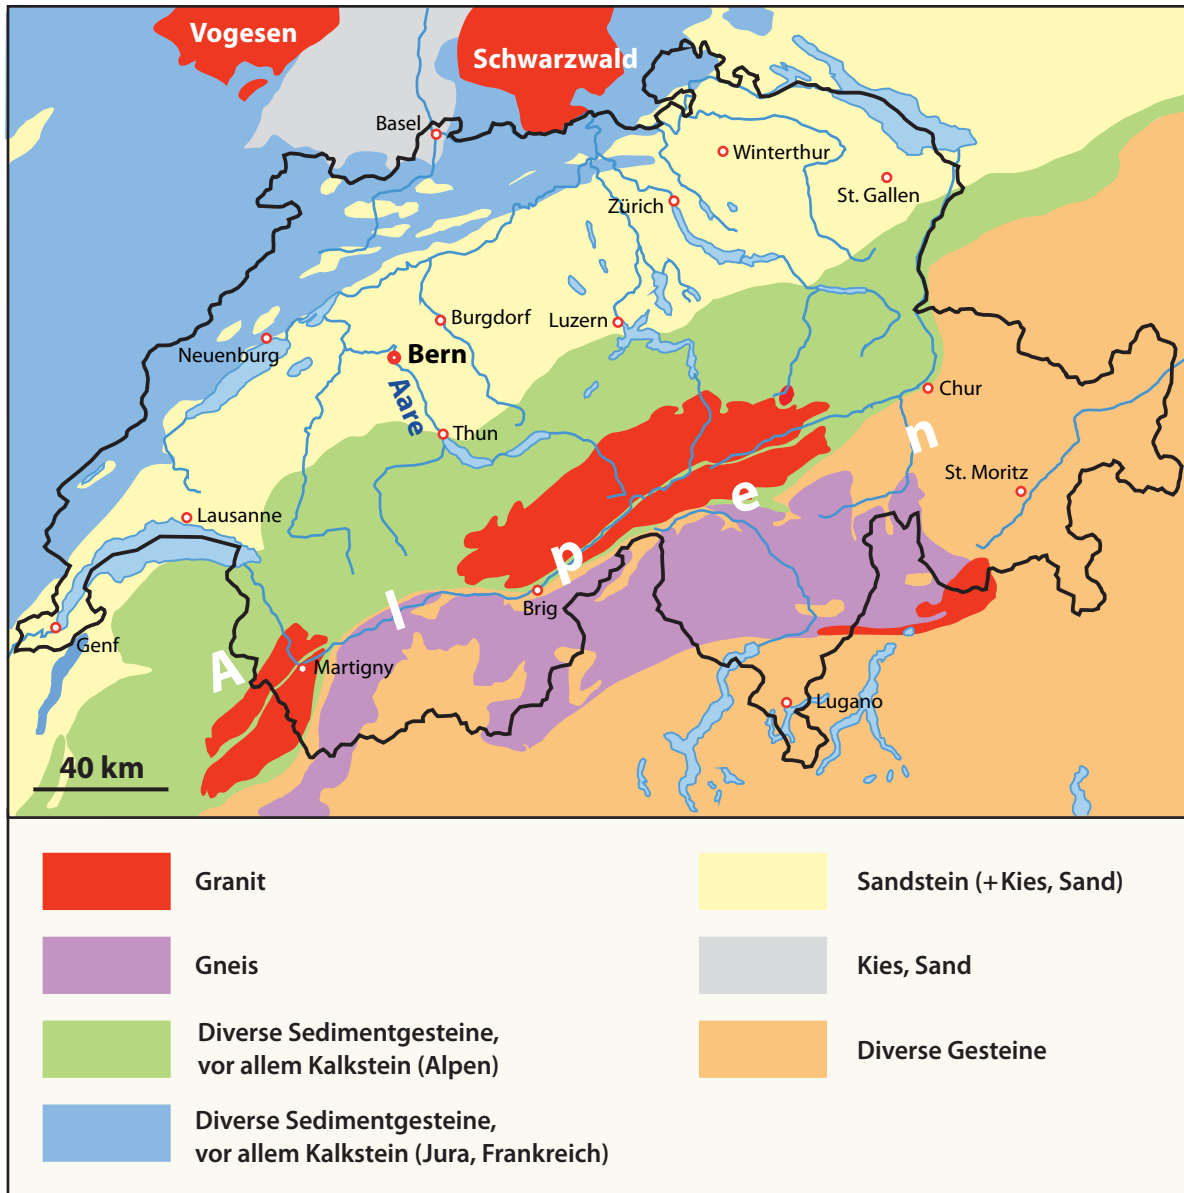 Vogesen
Schwarzwald
Basel
Winterthur
St. Gallen
Zürich
Burgdorf
Luzern
Neuenburg
Bern
Aare
Chur
Thun
St. Moritz
Lausanne
Brig
Genf
Martigny
Lugano
A l p e n
40 km
Granit
Gneis
Diverse Sedimentgesteine,
vor allem Kalkstein (Alpen)
Diverse Sedimentgesteine,
vor allem Kalkstein (Jura, Frankreich)
Sandstein (+Kies, Sand)
Kies, Sand
Diverse Gesteine